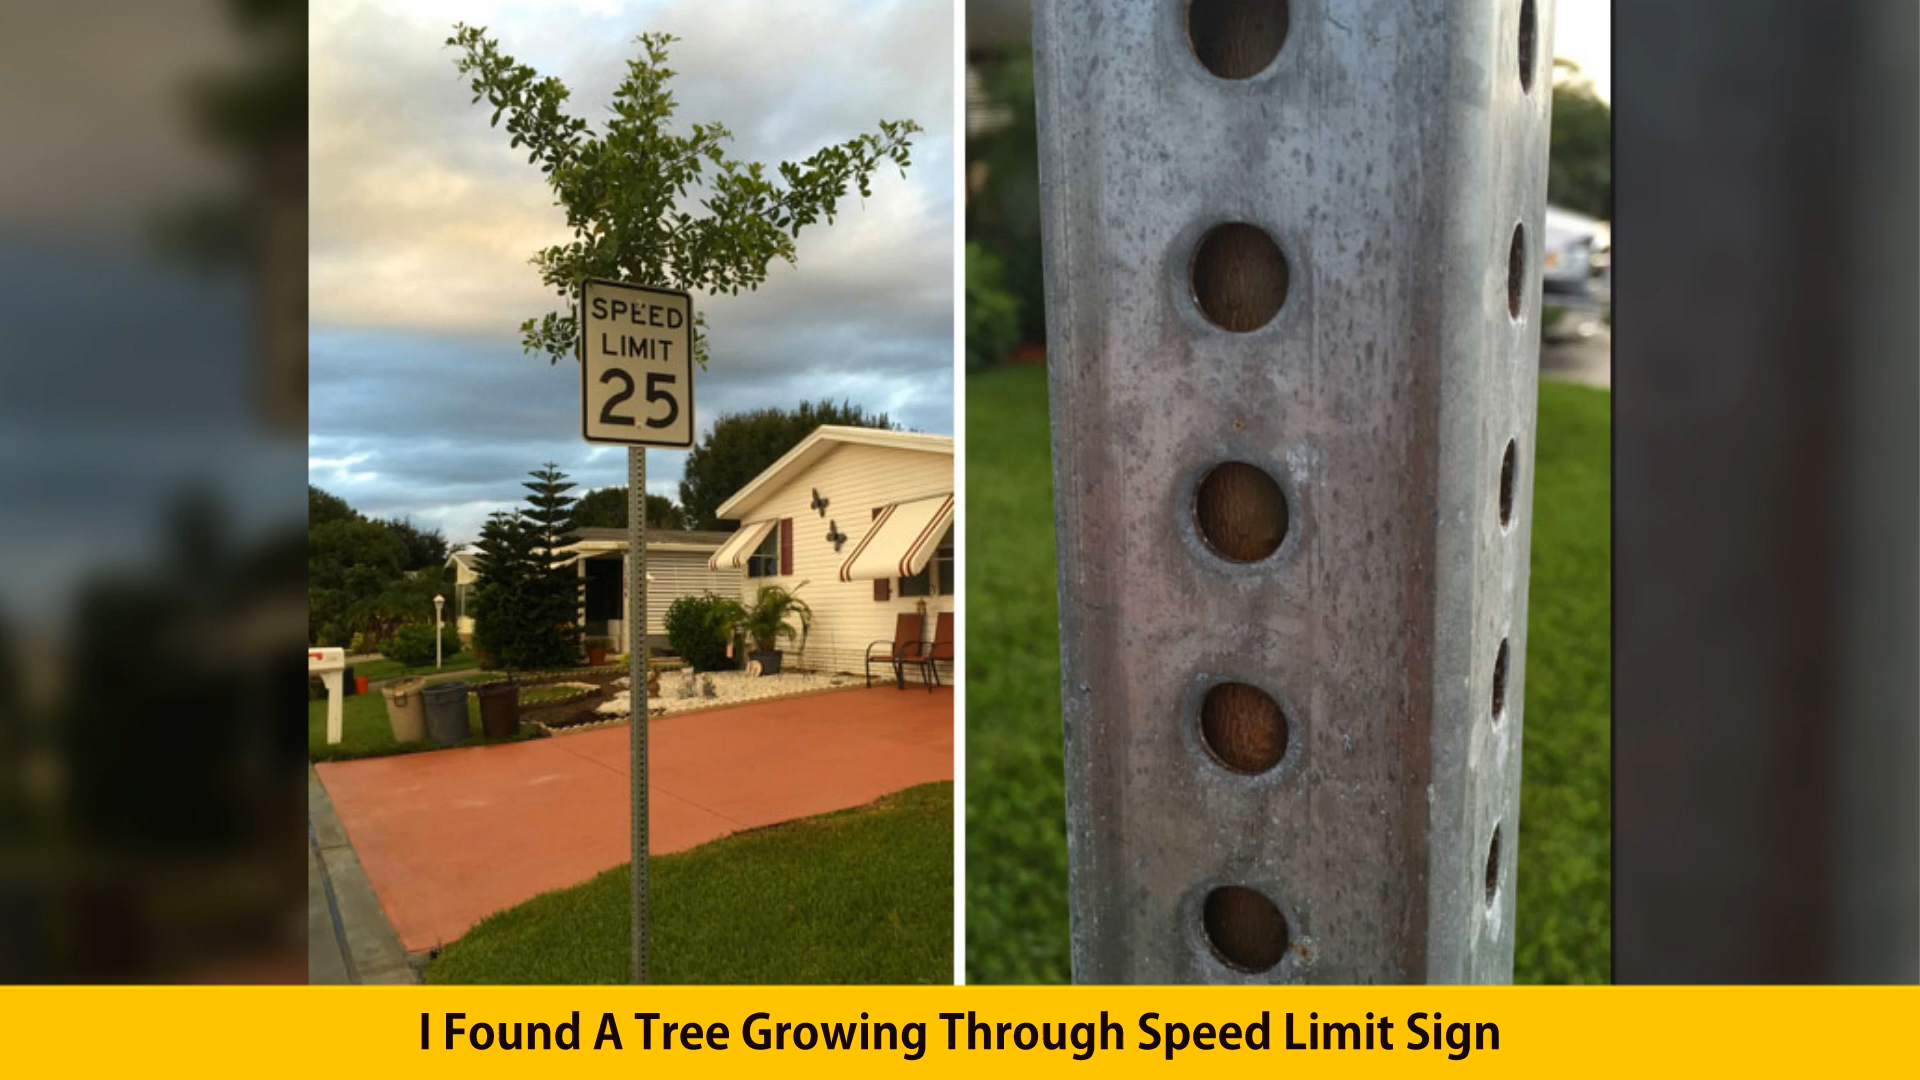 SPEED
LIMIT
25
I Found A Tree Growing Through Speed Limit Sign